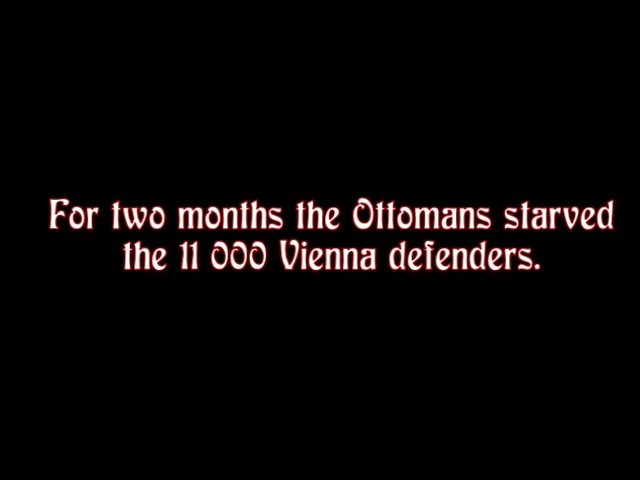 For two months the Ottomans starved
the 11 000 Vienna defenders.